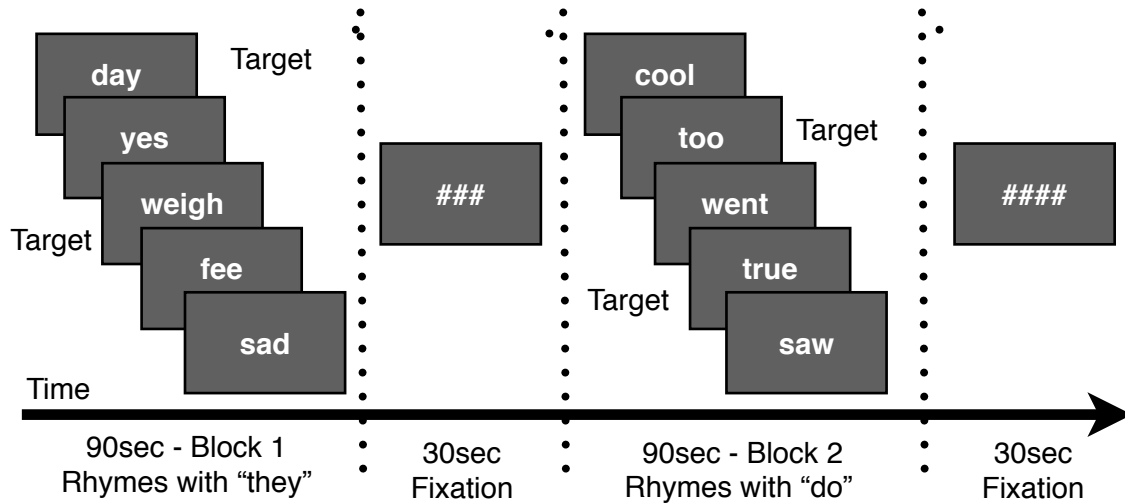 day
Target
yes
weigh
Target
fee
sad
###
cool
too
Target
went
true
Target
saw
####
Time
90sec - Block 1
Rhymes with “they”
30sec
Fixation
90sec - Block 2
Rhymes with “do”
30sec
Fixation